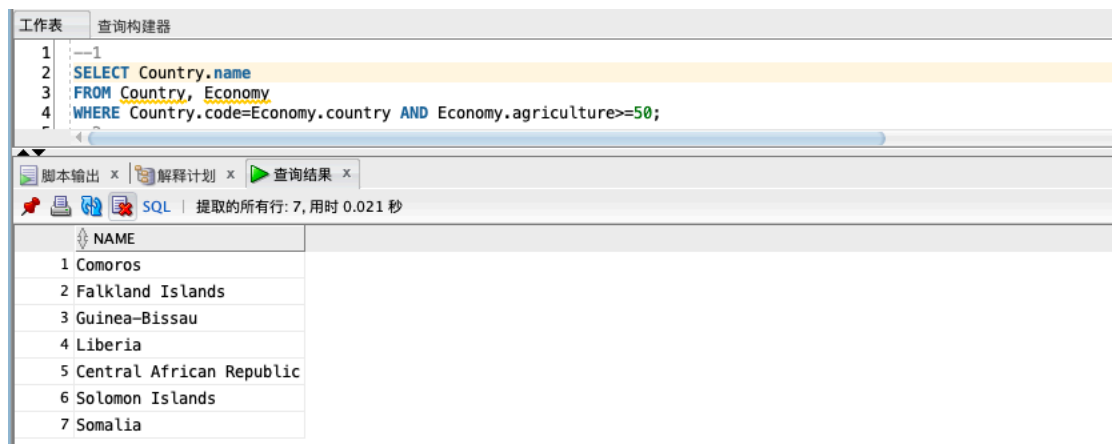 工作表 查询构建器
1 --1
2 SELECT Country.name
3 FROM Country, Economy
4 WHERE Country.code=Economy.country AND Economy.agriculture>=50;
脚本输出 x 解释计划 x 查询结果 x
SQL | 提取的所有行: 7, 用时 0.021 秒
NAME
1 Comoros
2 Falkland Islands
3 Guinea-Bissau
4 Liberia
5 Central African Republic
6 Solomon Islands
7 Somalia